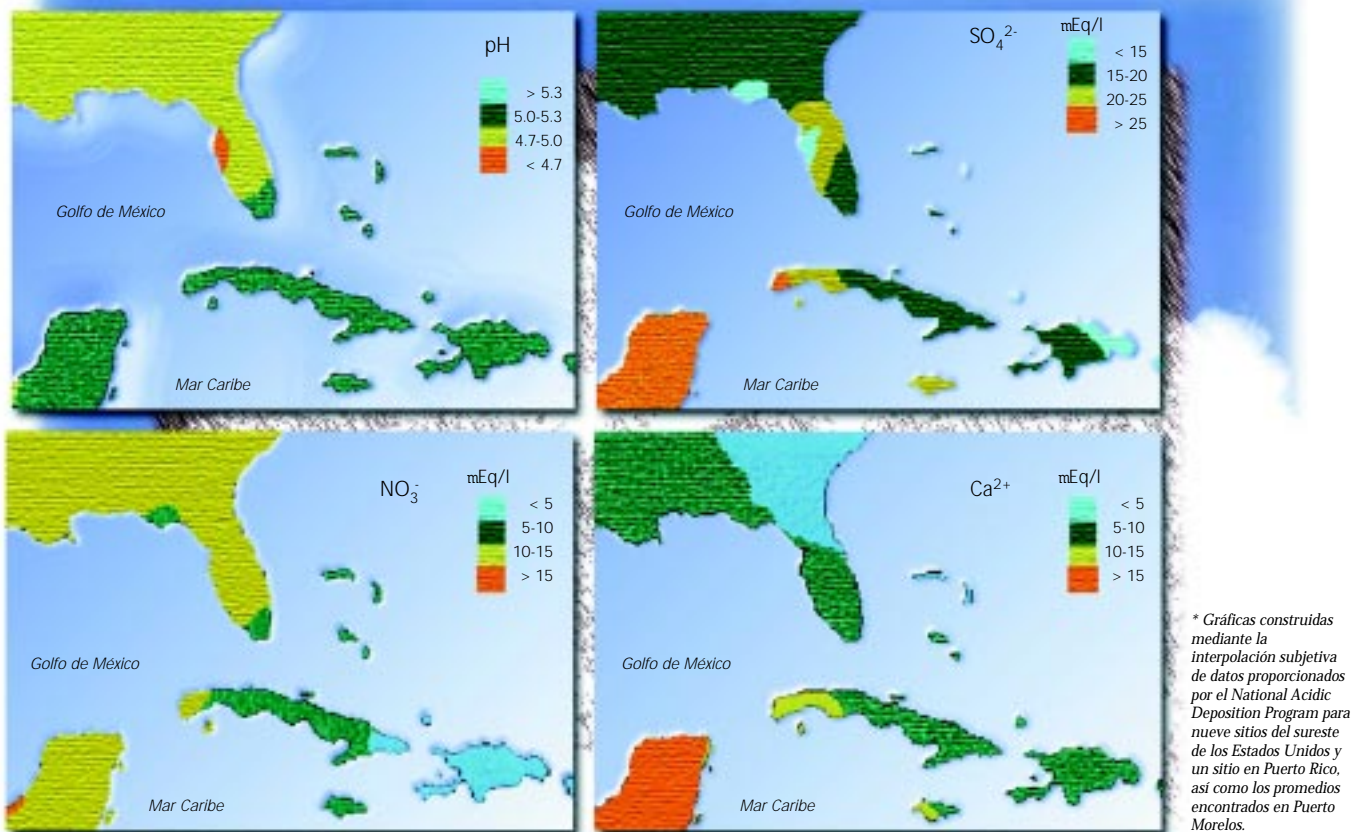 pH
> 5.3
5.0-5.3
4.7-5.0
< 4.7
Golfo de México
Mar Caribe
SO₄²⁻
mEq/l
< 15
15-20
20-25
> 25
Golfo de México
Mar Caribe
NO₃⁻
mEq/l
< 5
5-10
10-15
> 15
Golfo de México
Mar Caribe
Ca²⁺
mEq/l
< 5
5-10
10-15
> 15
Golfo de México
Mar Caribe
* Gráficas construidas
mediante la
interpolación subjetiva
de datos proporcionados
por el National Acidic
Deposition Program para
nueve sitios del sureste
de los Estados Unidos y
un sitio en Puerto Rico,
así como los promedios
encontrados en Puerto
Morelos.